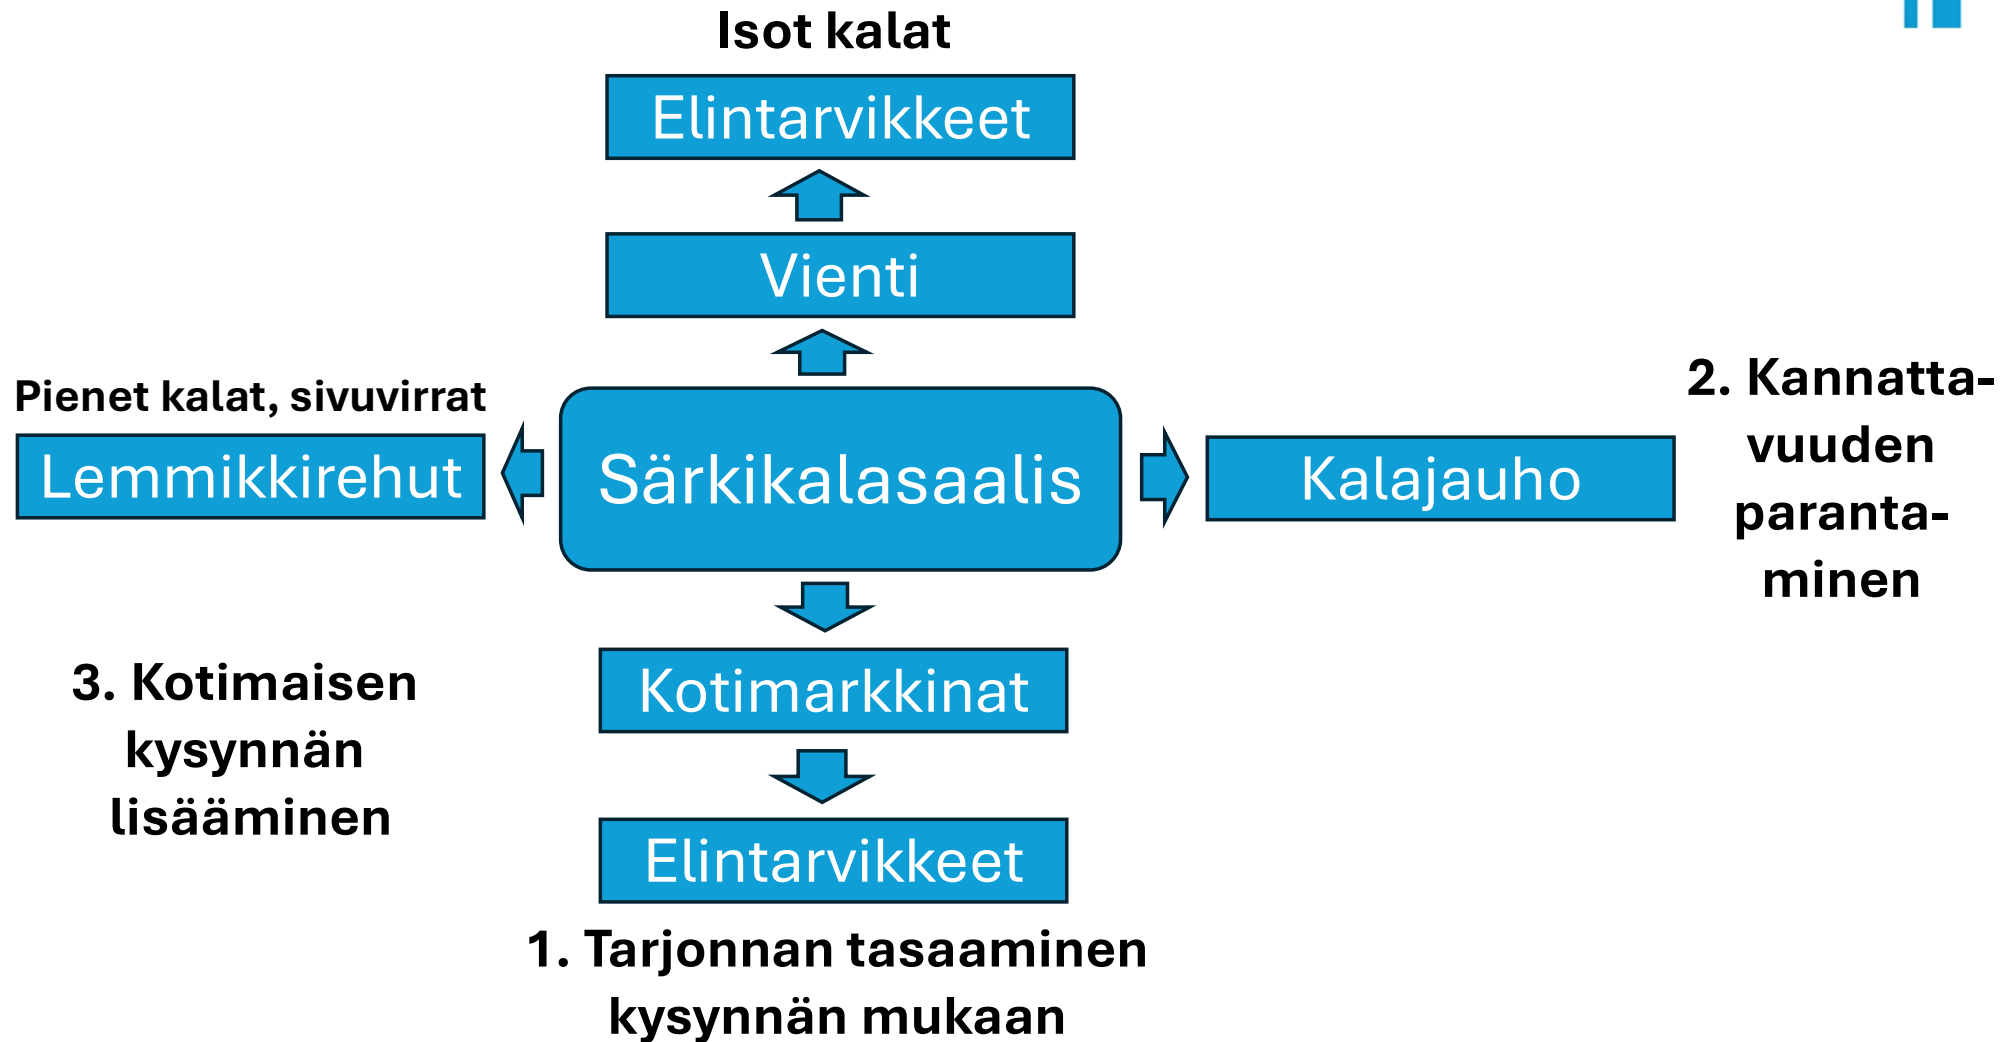 Isot kalat
Elintarvikkeet
Vienti
Pienet kalat, sivuvirrat
Lemmikkirehut
Särkikalasaalis
Kalajauho
2. Kannatta-
vuuden
paranta-
minen
Kotimarkkinat
3. Kotimaisen
kysynnän
lisääminen
Elintarvikkeet
1. Tarjonnan tasaaminen
kysynnän mukaan